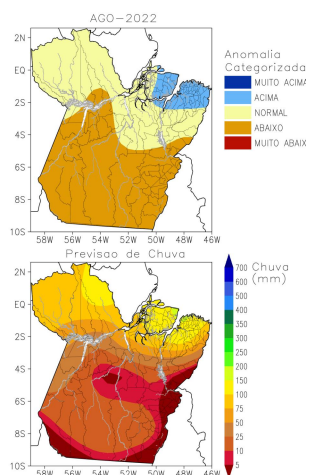 AGO-2022
2N
EQ
2S
4S
6S
8S
10S
58W 56W 54W 52W 50W 48W 46W
Anomalia
Categorizada
MUITO ACIMA
ACIMA
NORMAL
ABAIXO
MUITO ABAIX
Previsao de Chuva
2N
EQ
2S
4S
6S
8S
10S
58W 56W 54W 52W 50W 48W 46W
Chuva
(mm)
700
600
500
400
350
300
250
200
150
100
75
50
25
10
5